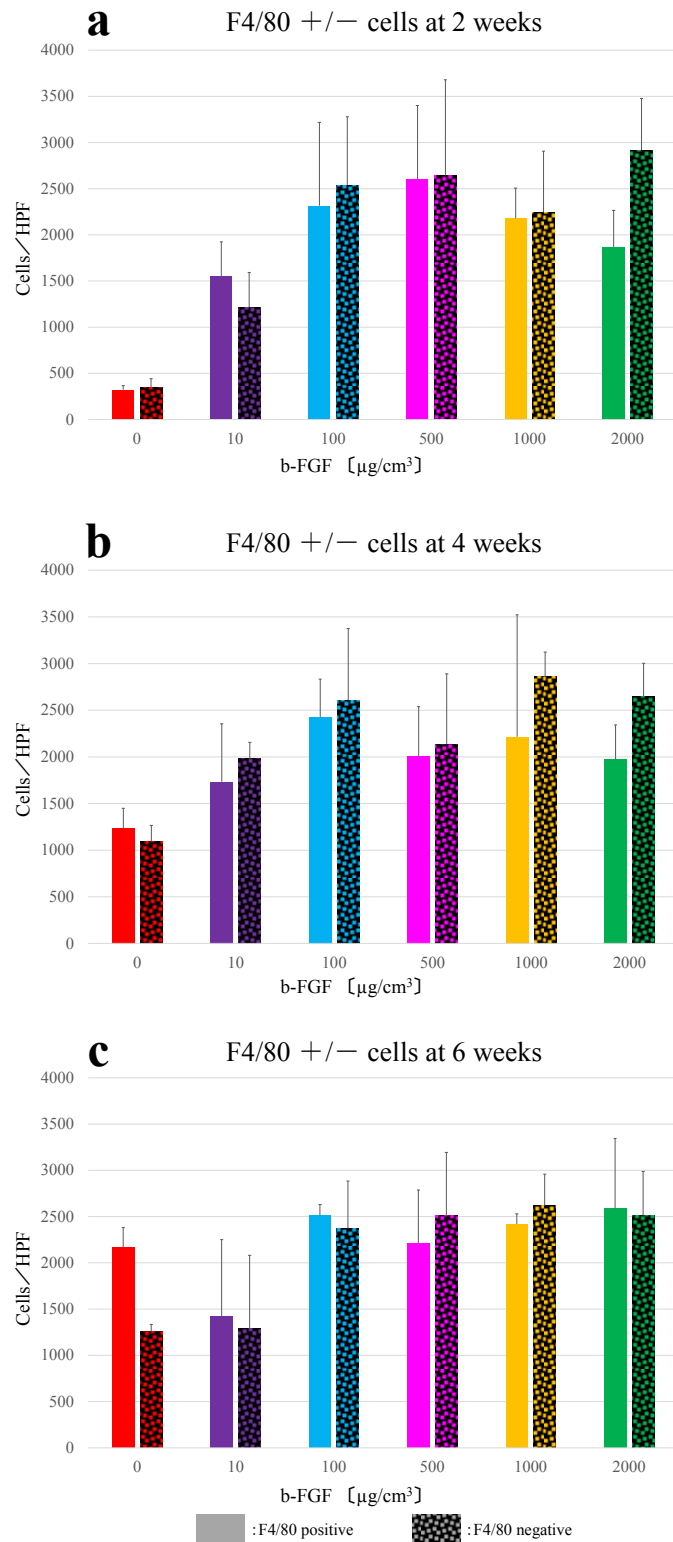 a F4/80 +/− cells at 2 weeks
4000
3500
3000
2500
2000
1500
1000
500
0
Cells/HPF
0 10 100 500 1000 2000
b-FGF 〔µg/cm³〕
b F4/80 +/− cells at 4 weeks
4000
3500
3000
2500
2000
1500
1000
500
0
Cells/HPF
0 10 100 500 1000 2000
b-FGF 〔µg/cm³〕
c F4/80 +/− cells at 6 weeks
4000
3500
3000
2500
2000
1500
1000
500
0
Cells/HPF
0 10 100 500 1000 2000
b-FGF 〔µg/cm³〕
:F4/80 positive :F4/80 negative